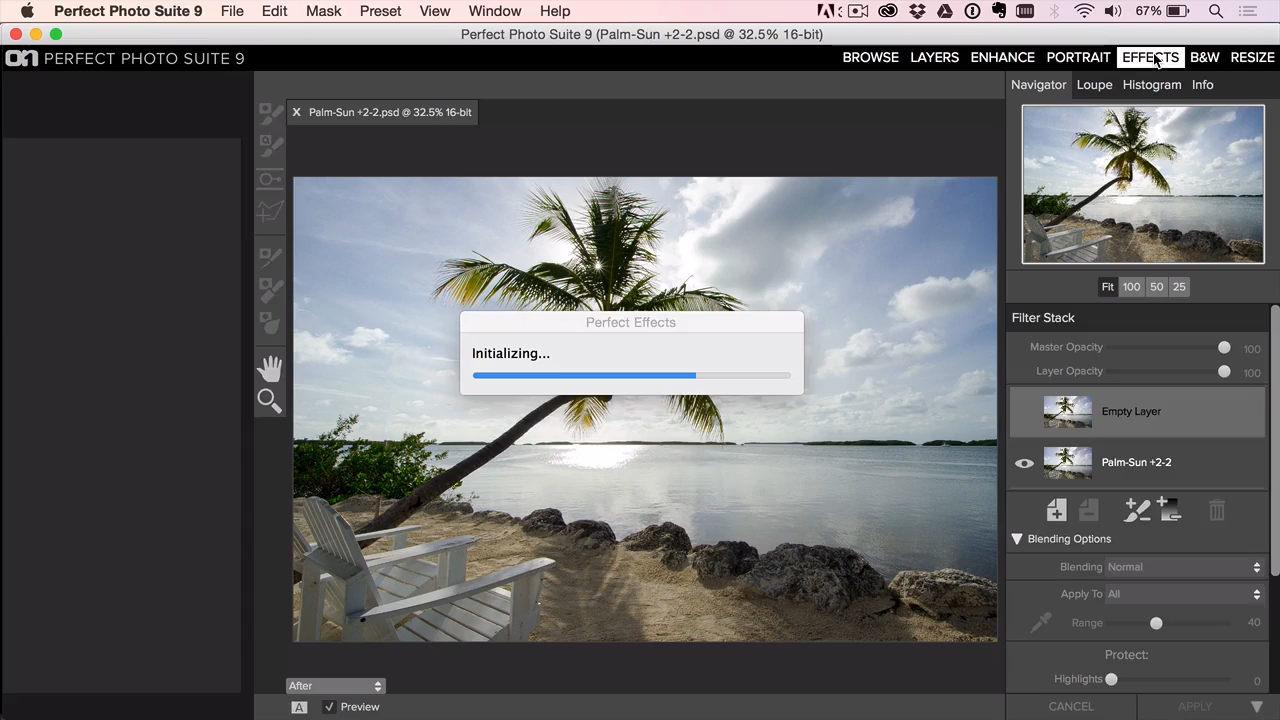 Perfect Photo Suite 9 File Edit Mask Preset View Window Help 67%
Perfect Photo Suite 9 (Palm-Sun +2-2.psd @ 32.5% 16-bit)
on PERFECT PHOTO SUITE 9 BROWSE LAYERS ENHANCE PORTRAIT EFFECTS B&W RESIZE
Navigator Loupe Histogram Info
X Palm-Sun +2-2.psd @ 32.5% 16-bit
Fit 100 50 25
Filter Stack
Perfect Effects
Initializing...
Master Opacity 100
Layer Opacity 100
Empty Layer
Palm-Sun +2-2
Blending Options
Blending Normal
Apply To All
Range 40
Protect:
Highlights 0
After
A Preview
CANCEL APPLY